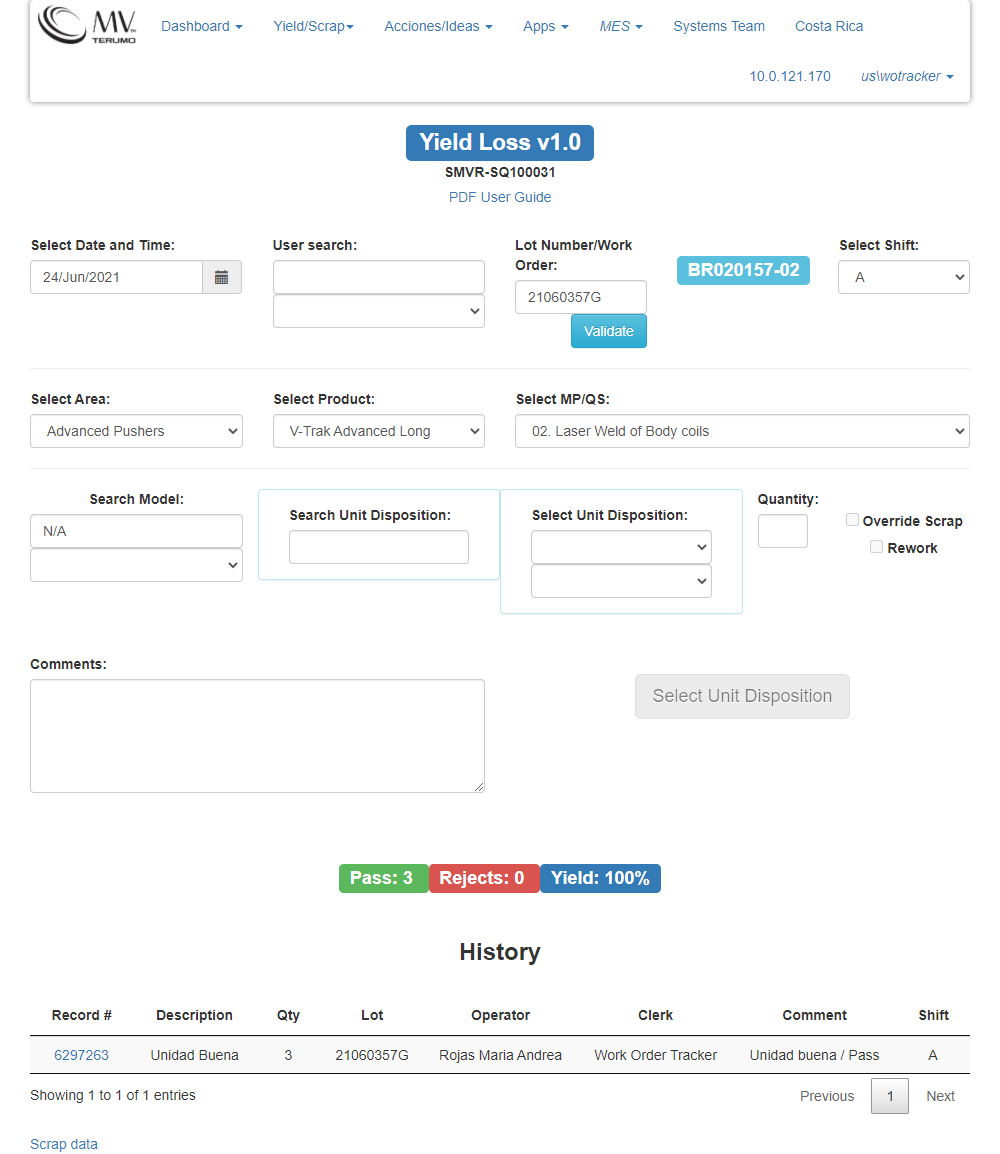 MV™
TERUMO
Dashboard
Yield/Scrap
Acciones/Ideas
Apps
MES
Systems Team
Costa Rica
10.0.121.170
us\wotracker
Yield Loss v1.0
SMVR-SQ100031
PDF User Guide
Select Date and Time:
24/Jun/2021
User search:
Lot Number/Work
Order:
21060357G
Validate
BR020157-02
Select Shift:
A
Select Area:
Advanced Pushers
Select Product:
V-Trak Advanced Long
Select MP/QS:
02. Laser Weld of Body coils
Search Model:
N/A
Search Unit Disposition:
Select Unit Disposition:
Quantity:
Override Scrap
Rework
Comments:
Select Unit Disposition
Pass: 3 Rejects: 0 Yield: 100%
History
Record # Description Qty Lot Operator Clerk Comment Shift
6297263 Unidad Buena 3 21060357G Rojas Maria Andrea Work Order Tracker Unidad buena / Pass A
Showing 1 to 1 of 1 entries
Previous 1 Next
Scrap data